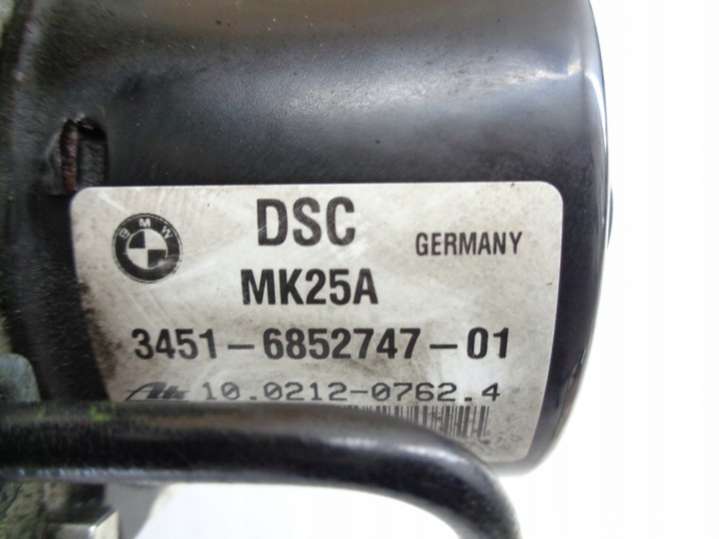 BMW
DSC
GERMANY
MK25A
3451-6852747-01
Ate 10.0212-0762.4